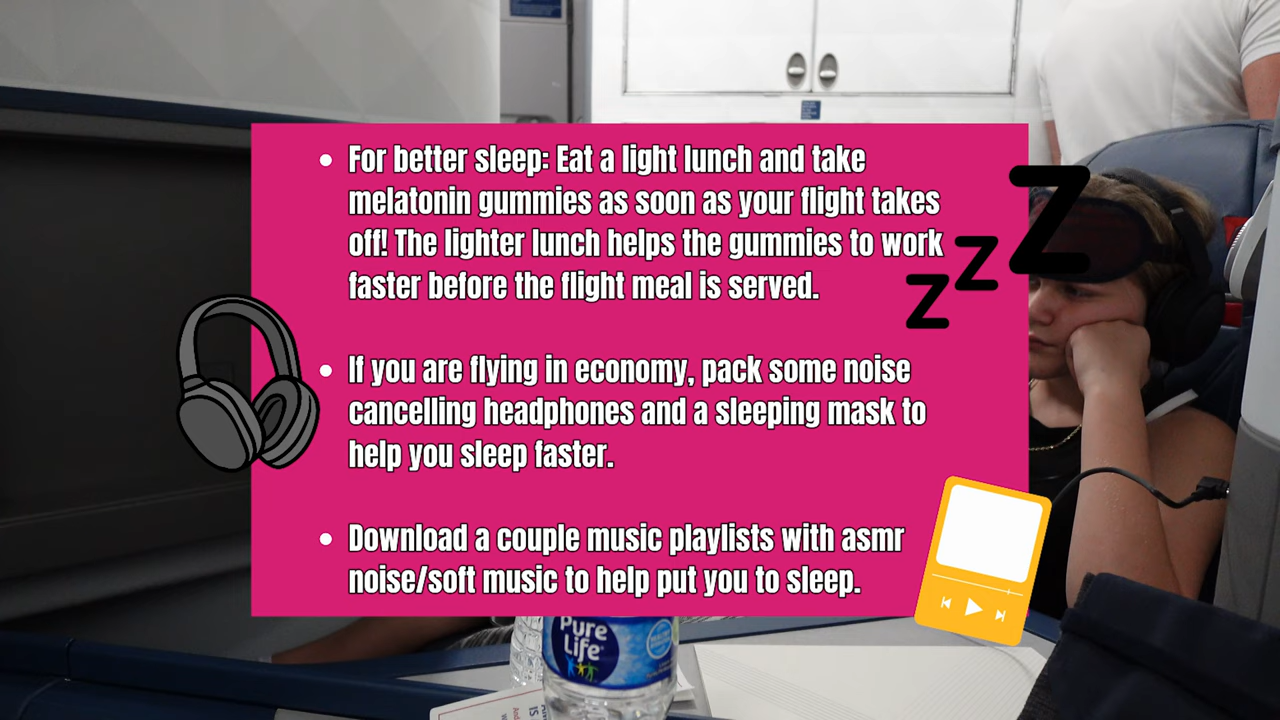 • For better sleep: Eat a light lunch and take
melatonin gummies as soon as your flight takes
off! The lighter lunch helps the gummies to work
faster before the flight meal is served.
• If you are flying in economy, pack some noise
cancelling headphones and a sleeping mask to
help you sleep faster.
• Download a couple music playlists with asmr
noise/soft music to help put you to sleep.
Z
Z
Z
Pure
Life